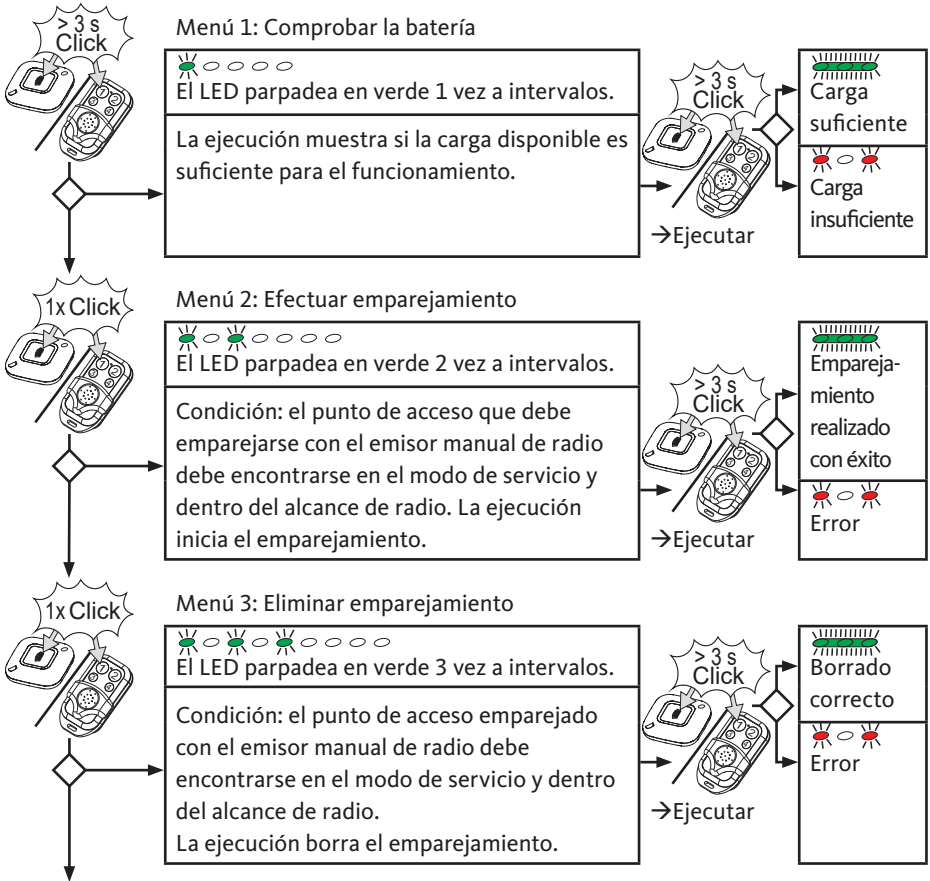 > 3 s
Click
Menú 1: Comprobar la batería
El LED parpadea en verde 1 vez a intervalos.
La ejecución muestra si la carga disponible es
suficiente para el funcionamiento.
> 3 s
Click
→Ejecutar
Carga
suficiente
Carga
insuficiente
1x Click
Menú 2: Efectuar emparejamiento
El LED parpadea en verde 2 vez a intervalos.
Condición: el punto de acceso que debe
emparejarse con el emisor manual de radio
debe encontrarse en el modo de servicio y
dentro del alcance de radio. La ejecución
inicia el emparejamiento.
> 3 s
Click
→Ejecutar
Empareja-
miento
realizado
con éxito
Error
1x Click
Menú 3: Eliminar emparejamiento
El LED parpadea en verde 3 vez a intervalos.
Condición: el punto de acceso emparejado
con el emisor manual de radio debe
encontrarse en el modo de servicio y dentro
del alcance de radio.
La ejecución borra el emparejamiento.
> 3 s
Click
→Ejecutar
Borrado
correcto
Error